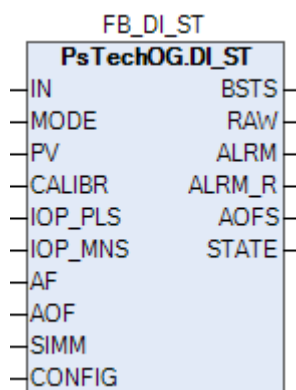 FB_DI_ST
PsTechOG.DI_ST
IN BSTS
MODE RAW
PV ALRM
CALIBR ALRM_R
IOP_PLS AOFS
IOP_MNS STATE
AF
AOF
SIMM
CONFIG